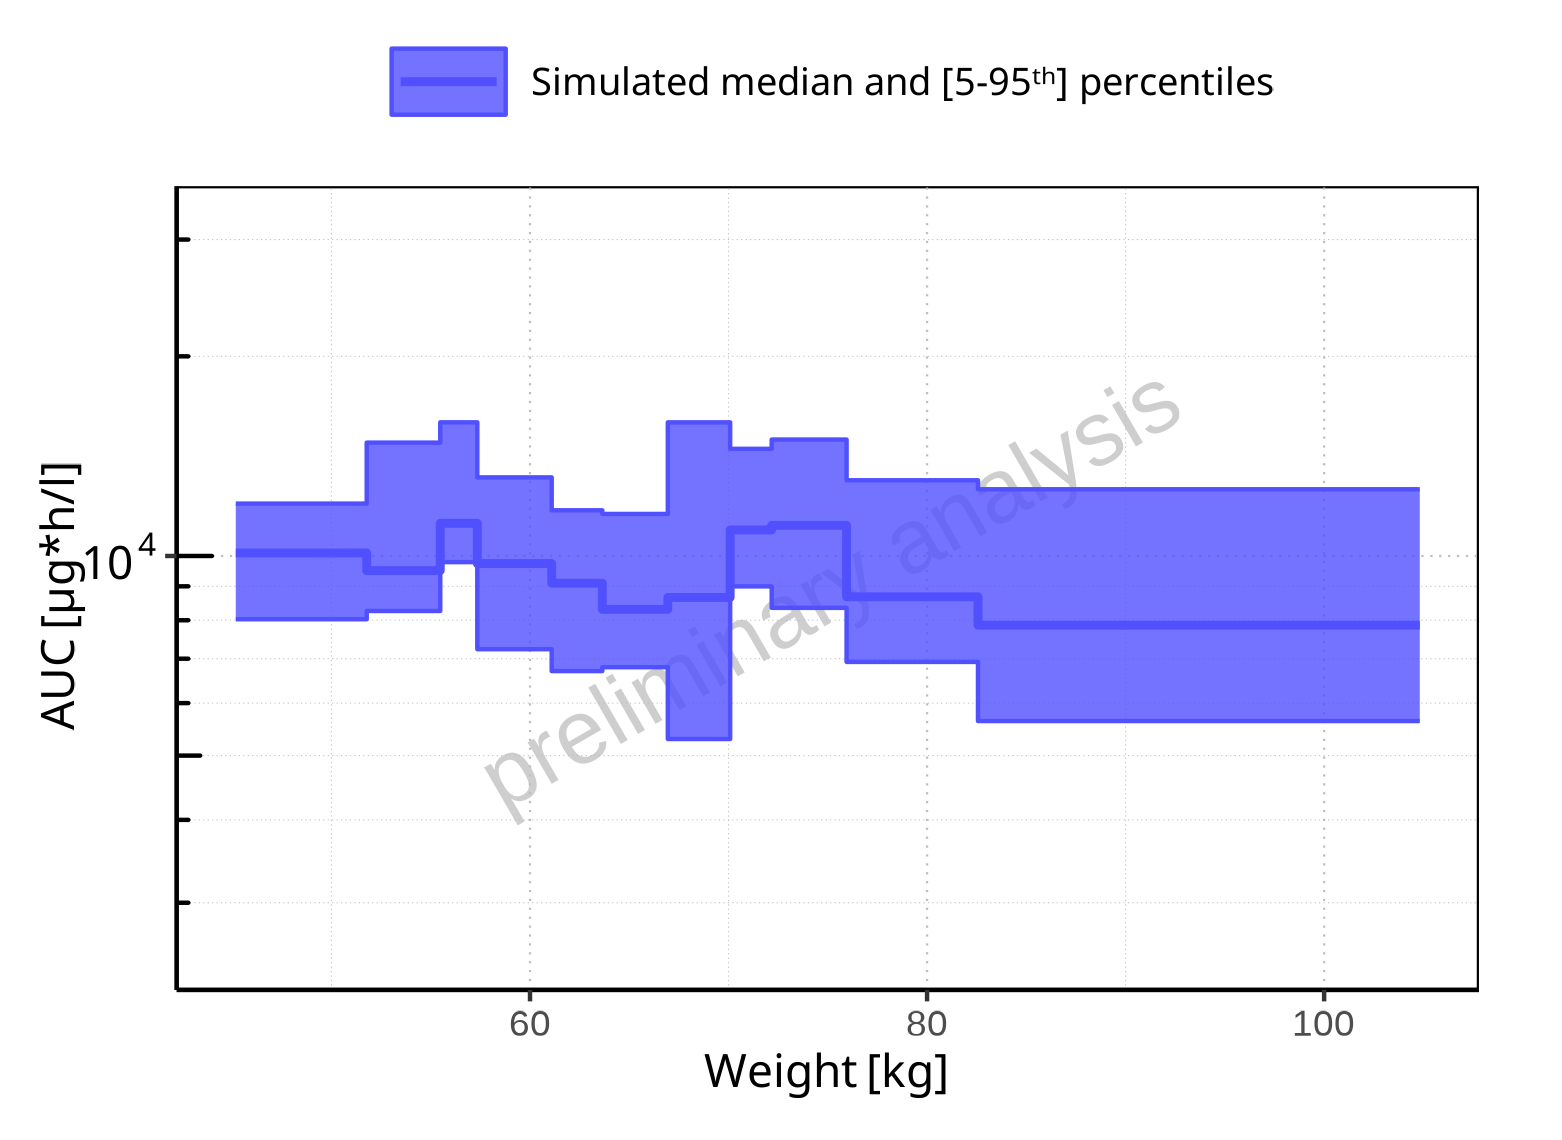 Simulated median and [5-95ᵗʰ] percentiles
AUC [µg*h/l]
10⁴
preliminary analysis
60 80 100
Weight [kg]